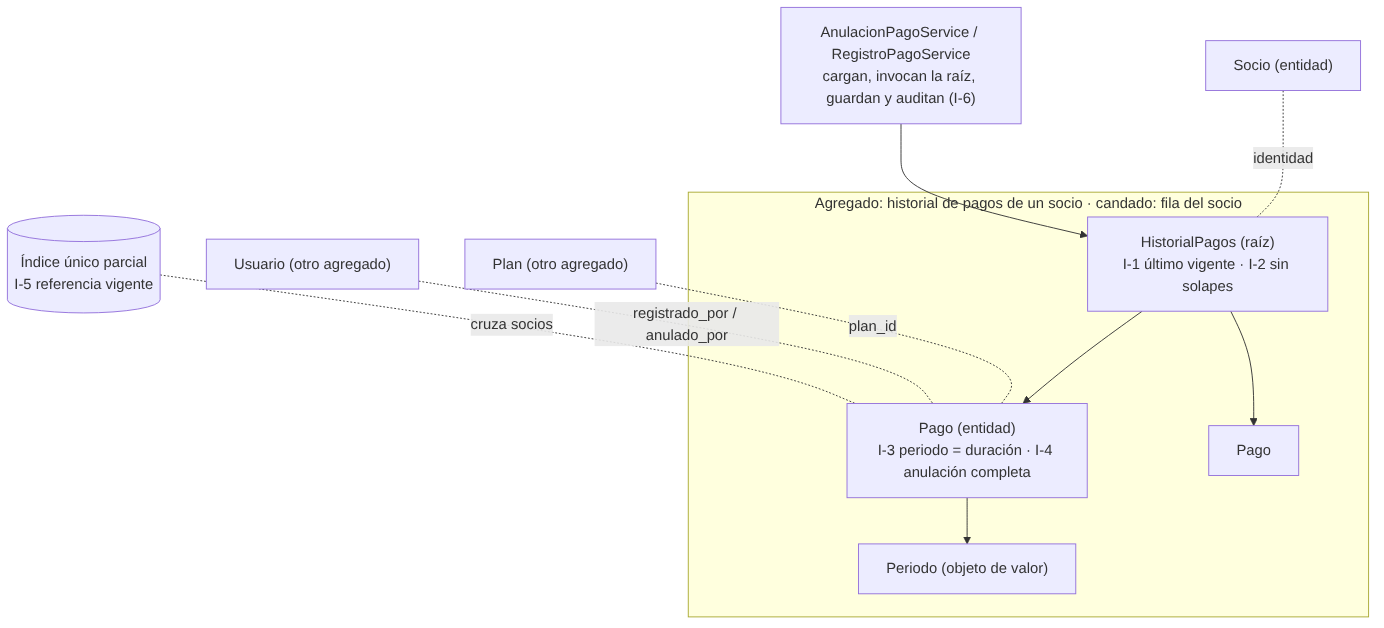 AnulacionPagoService /
RegistroPagoService
cargan, invocan la raíz,
guardan y auditan (I-6)
Socio (entidad)
identidad
Agregado: historial de pagos de un socio · candado: fila del socio
HistorialPagos (raíz)
I-1 último vigente · I-2 sin
solapes
Índice único parcial
I-5 referencia vigente
Usuario (otro agregado)
Plan (otro agregado)
cruza socios
registrado_por /
anulado_por
plan_id
Pago (entidad)
I-3 periodo = duración · I-4
anulación completa
Pago
Periodo (objeto de valor)